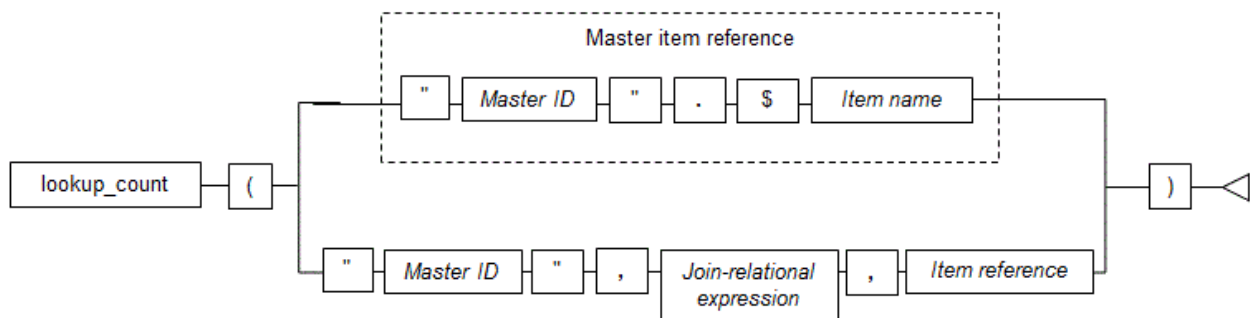 Master item reference
" Master ID " . $ Item name
lookup_count ( )
" Master ID " , Join-relational , Item reference
expression